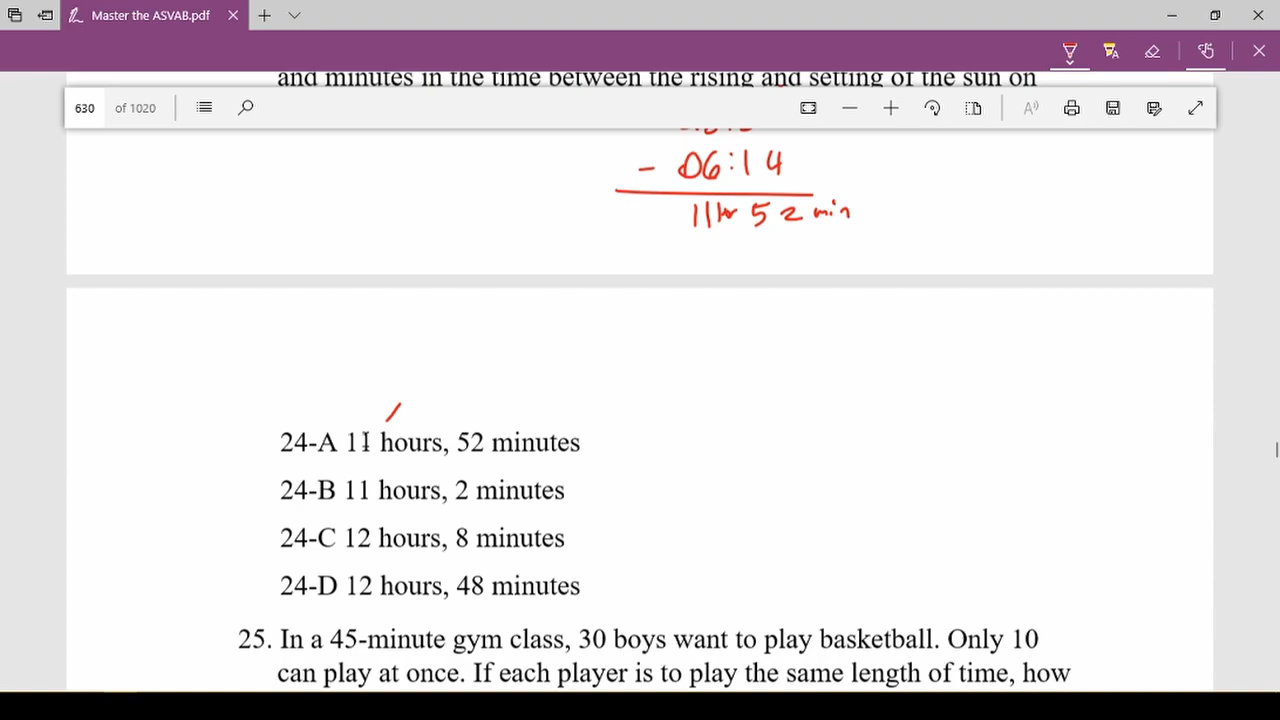 Master the ASVAB.pdf
and minutes in the time between the rising and setting of the sun on
630 of 1020
- 06:14
11hr 52 min
24-A 11 hours, 52 minutes
24-B 11 hours, 2 minutes
24-C 12 hours, 8 minutes
24-D 12 hours, 48 minutes
25. In a 45-minute gym class, 30 boys want to play basketball. Only 10
can play at once. If each player is to play the same length of time, how